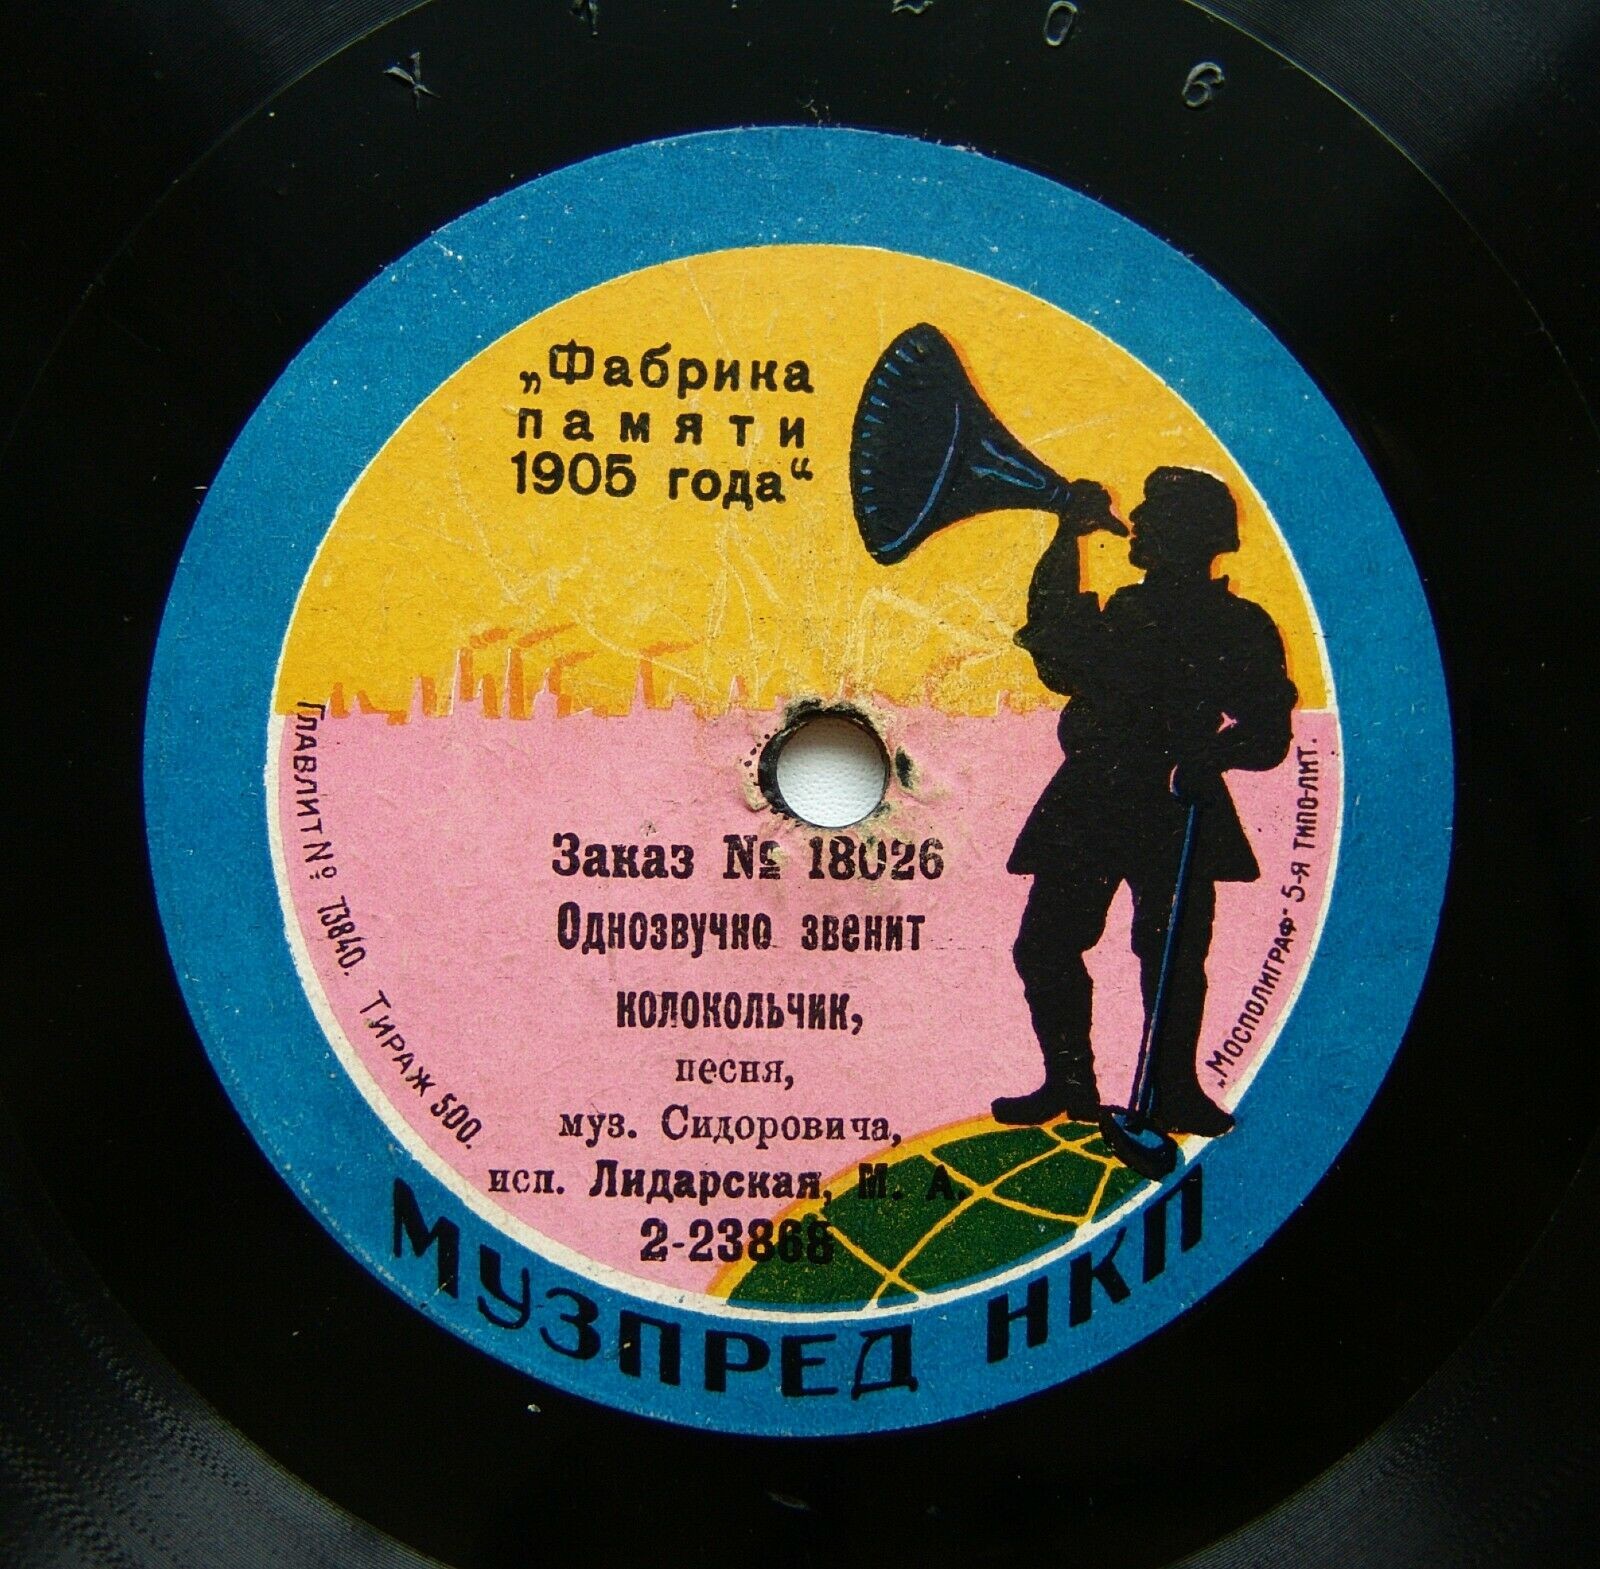 „Фабрика
памяти
1905 года“
Заказ № 18026
Однозвучно звенит
колокольчик,
песня,
муз. Сидоровича,
исп. Лидарская, М. А.
2-23868
Главлит № 73840. Тираж 500.
„Мосполиграф“ 5-я типо-лит.
МУЗПРЕД НКП